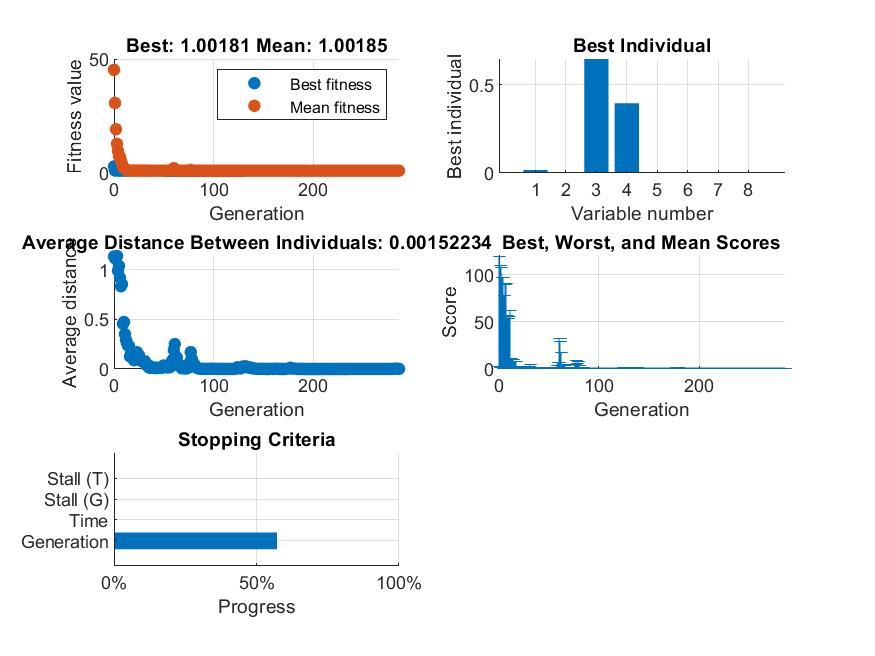 Best: 1.00181 Mean: 1.00185
Fitness value
50
0
Best fitness
Mean fitness
0 100 200
Generation
Best Individual
Best individual
0.5
0
1 2 3 4 5 6 7 8
Variable number
Average Distance Between Individuals: 0.00152234
Average distance
1
0.5
0
0 100 200
Generation
Best, Worst, and Mean Scores
Score
100
50
0
0 100 200
Generation
Stopping Criteria
Stall (T)
Stall (G)
Time
Generation
0% 50% 100%
Progress